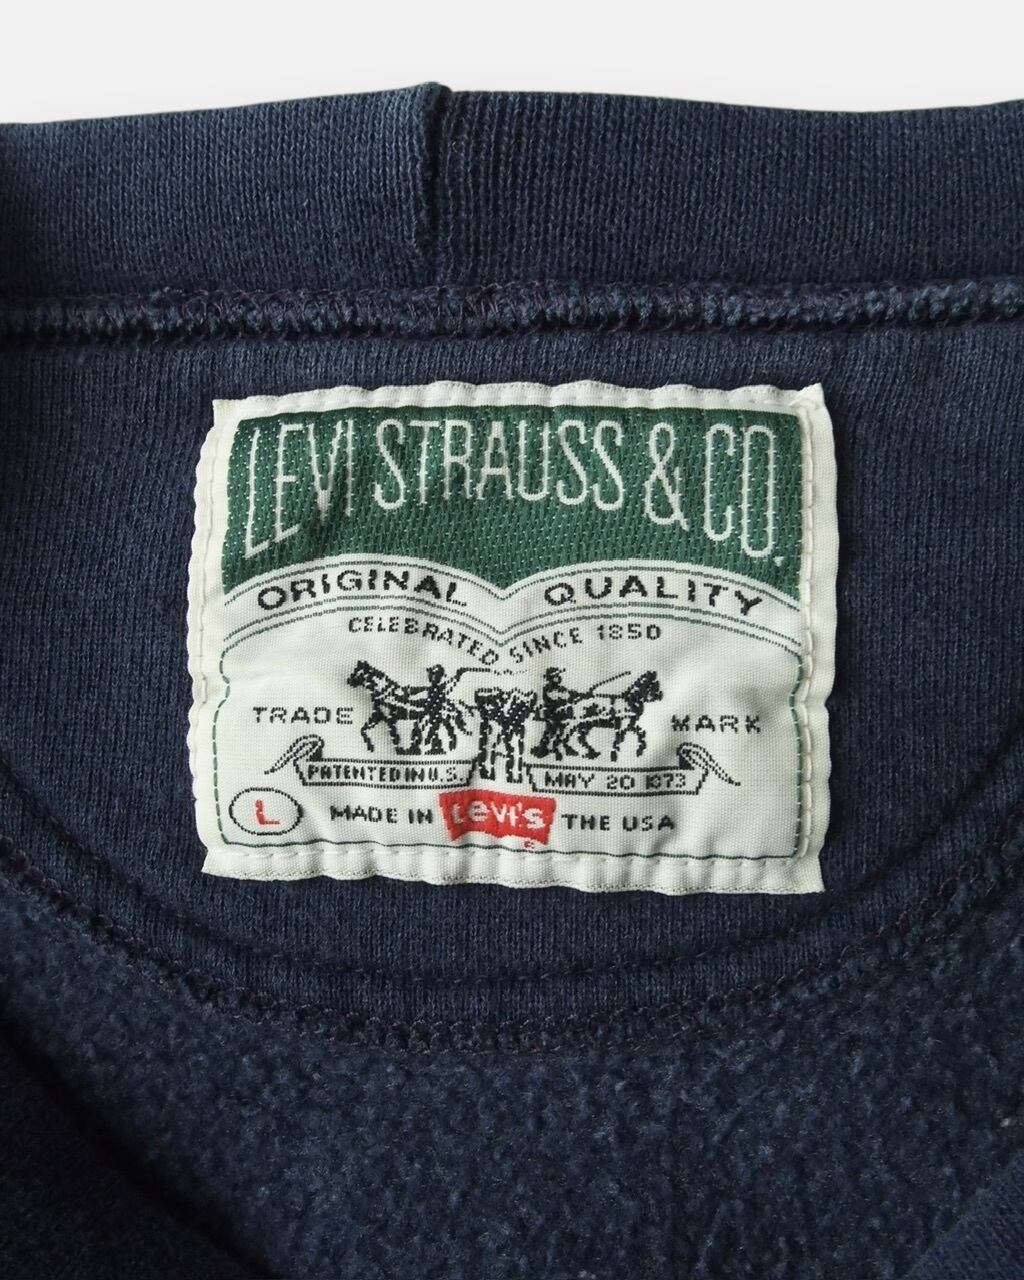 LEVI STRAUSS & CO.
ORIGINAL QUALITY
CELEBRATED SINCE 1850
TRADE MARK
PATENTED IN U.S. MAY 20 1873
L MADE IN Levi's THE USA
®